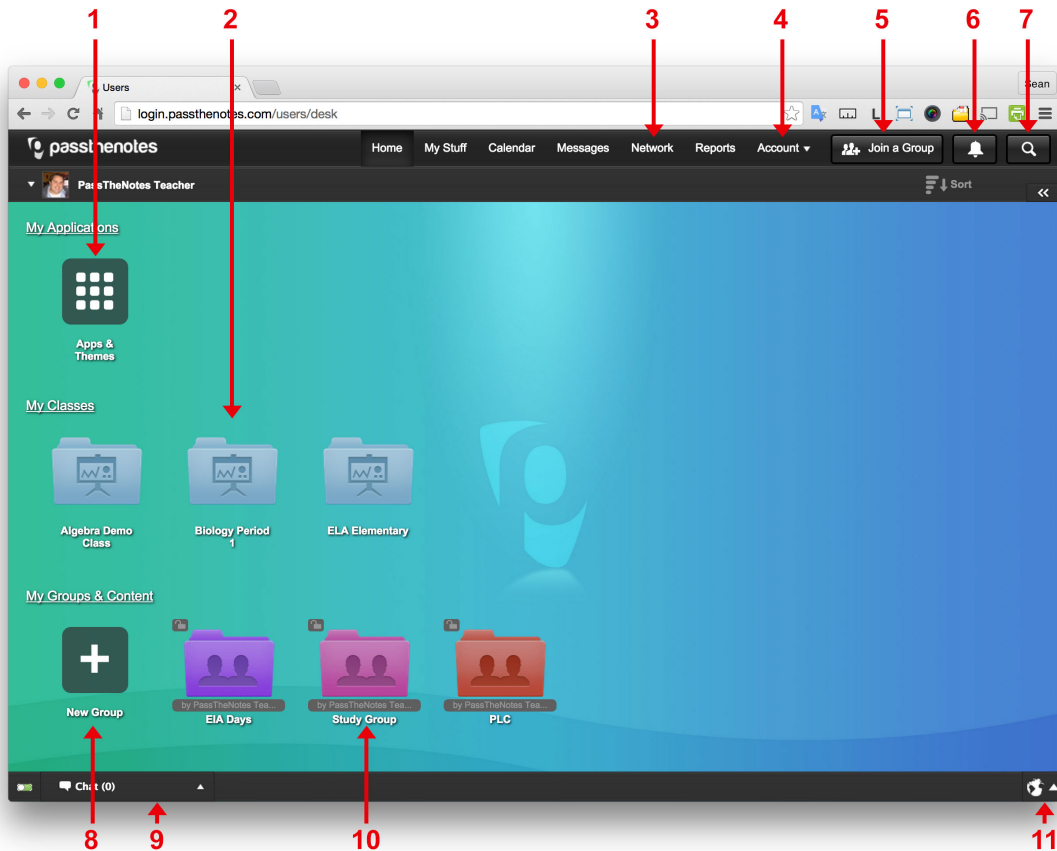 1 2 3 4 5 6 7
Users
Sean
login.passthenotes.com/users/desk
passthenotes Home My Stuff Calendar Messages Network Reports Account Join a Group
PassTheNotes Teacher Sort
My Applications
Apps &
Themes
My Classes
Algebra Demo Biology Period ELA Elementary
Class 1
My Groups & Content
by PassTheNotes Tea... by PassTheNotes Tea... by PassTheNotes Tea...
New Group EIA Days Study Group PLC
Chat (0)
8 9 10 11